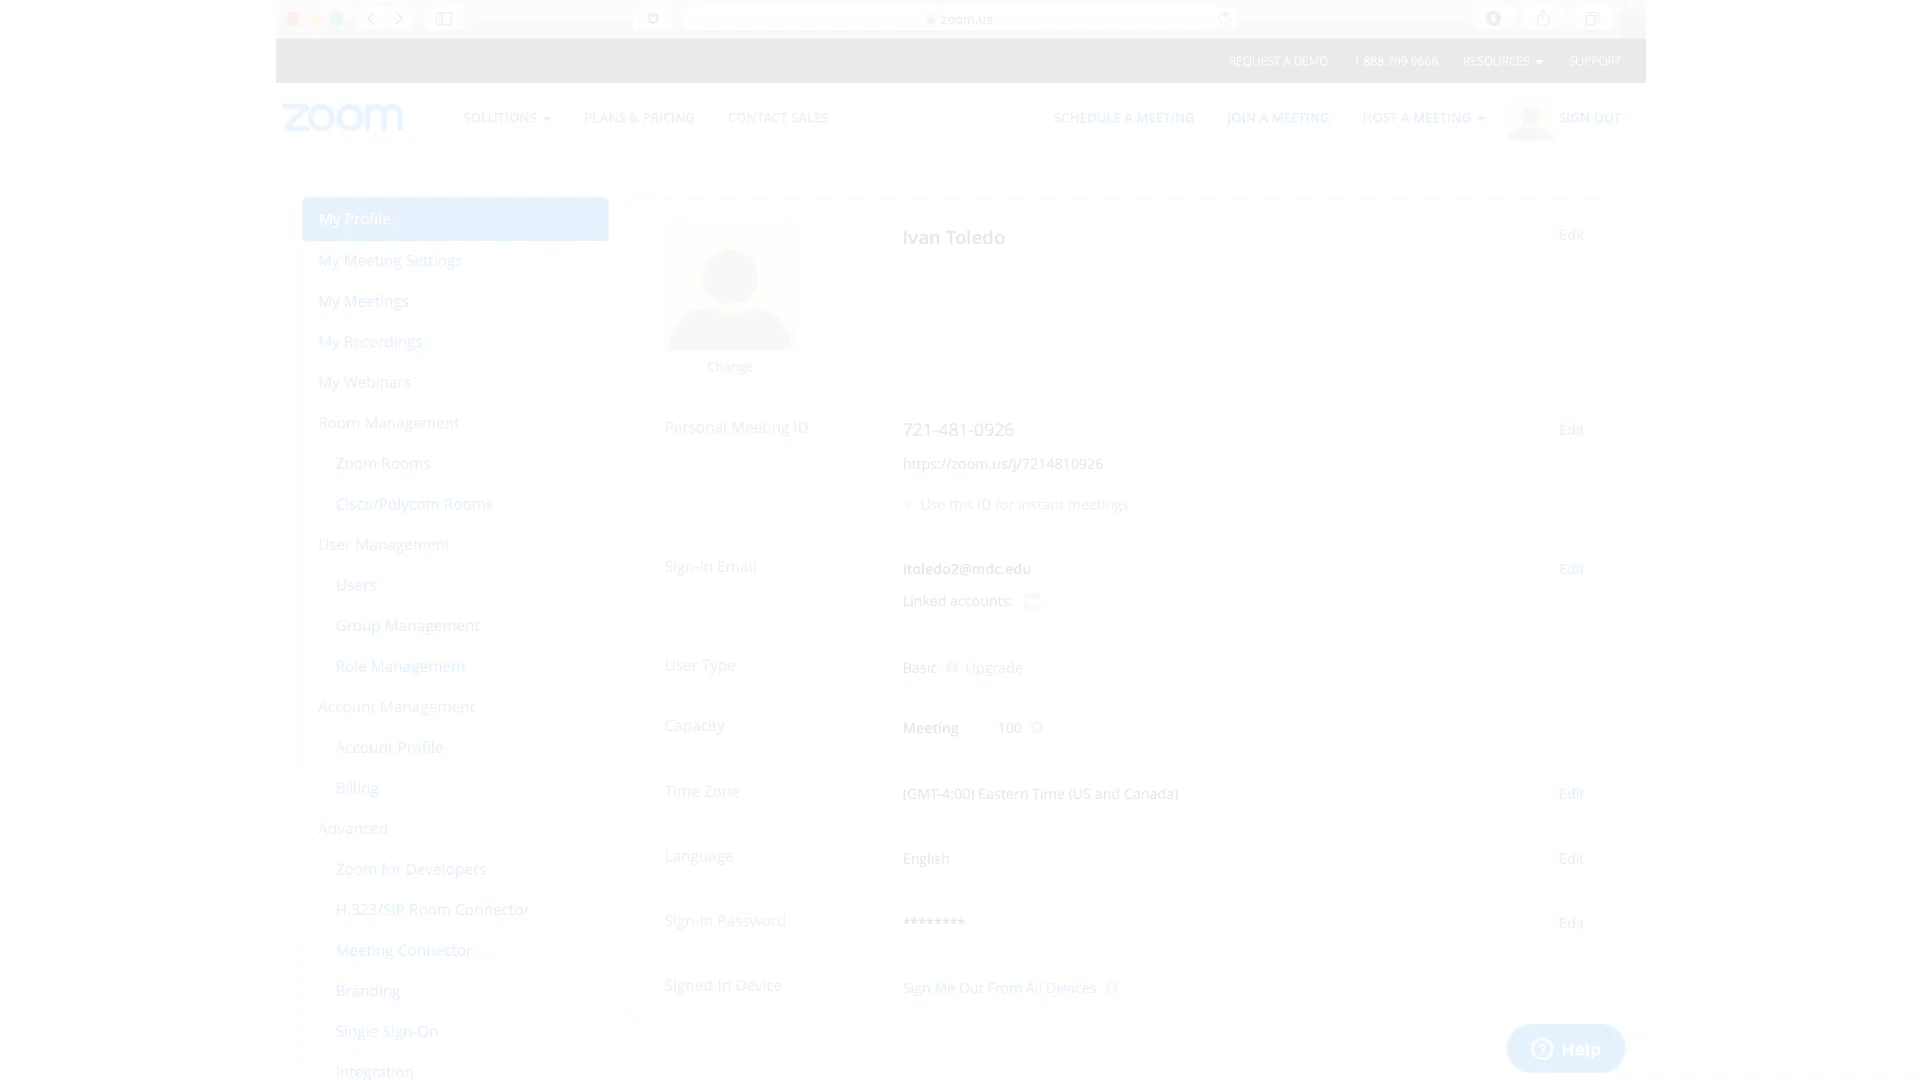 zoom.us
REQUEST A DEMO 1.888.799.9666 RESOURCES SUPPORT
zoom SOLUTIONS PLANS & PRICING CONTACT SALES SCHEDULE A MEETING JOIN A MEETING HOST A MEETING SIGN OUT
My Profile
My Meeting Settings
My Meetings
My Recordings
My Webinars
Room Management
Zoom Rooms
Cisco/Polycom Rooms
User Management
Users
Group Management
Role Management
Account Management
Account Profile
Billing
Advanced
Zoom for Developers
H.323/SIP Room Connector
Meeting Connector
Branding
Single Sign-On
Integration
Ivan Toledo Edit
Change
Personal Meeting ID 721-481-0926 Edit
https://zoom.us/j/7214810926
Use this ID for instant meetings
Sign-In Email itoledo2@mdc.edu Edit
Linked accounts:
User Type Basic Upgrade
Capacity Meeting 100
Time Zone (GMT-4:00) Eastern Time (US and Canada) Edit
Language English Edit
Sign-In Password ******** Edit
Signed-In Device Sign Me Out From All Devices
Help